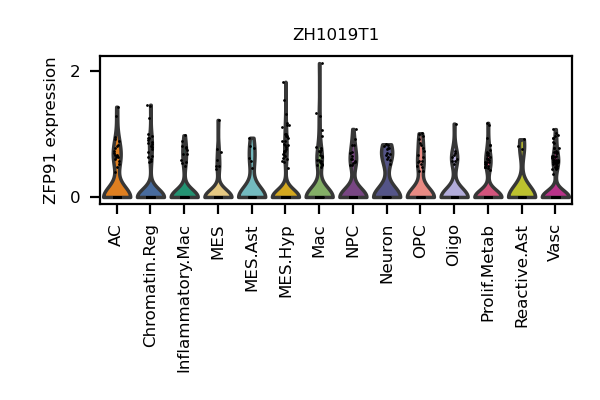 ZH1019T1
ZFP91 expression
2
0
AC
Chromatin.Reg
Inflammatory.Mac
MES
MES.Ast
MES.Hyp
Mac
NPC
Neuron
OPC
Oligo
Prolif.Metab
Reactive.Ast
Vasc